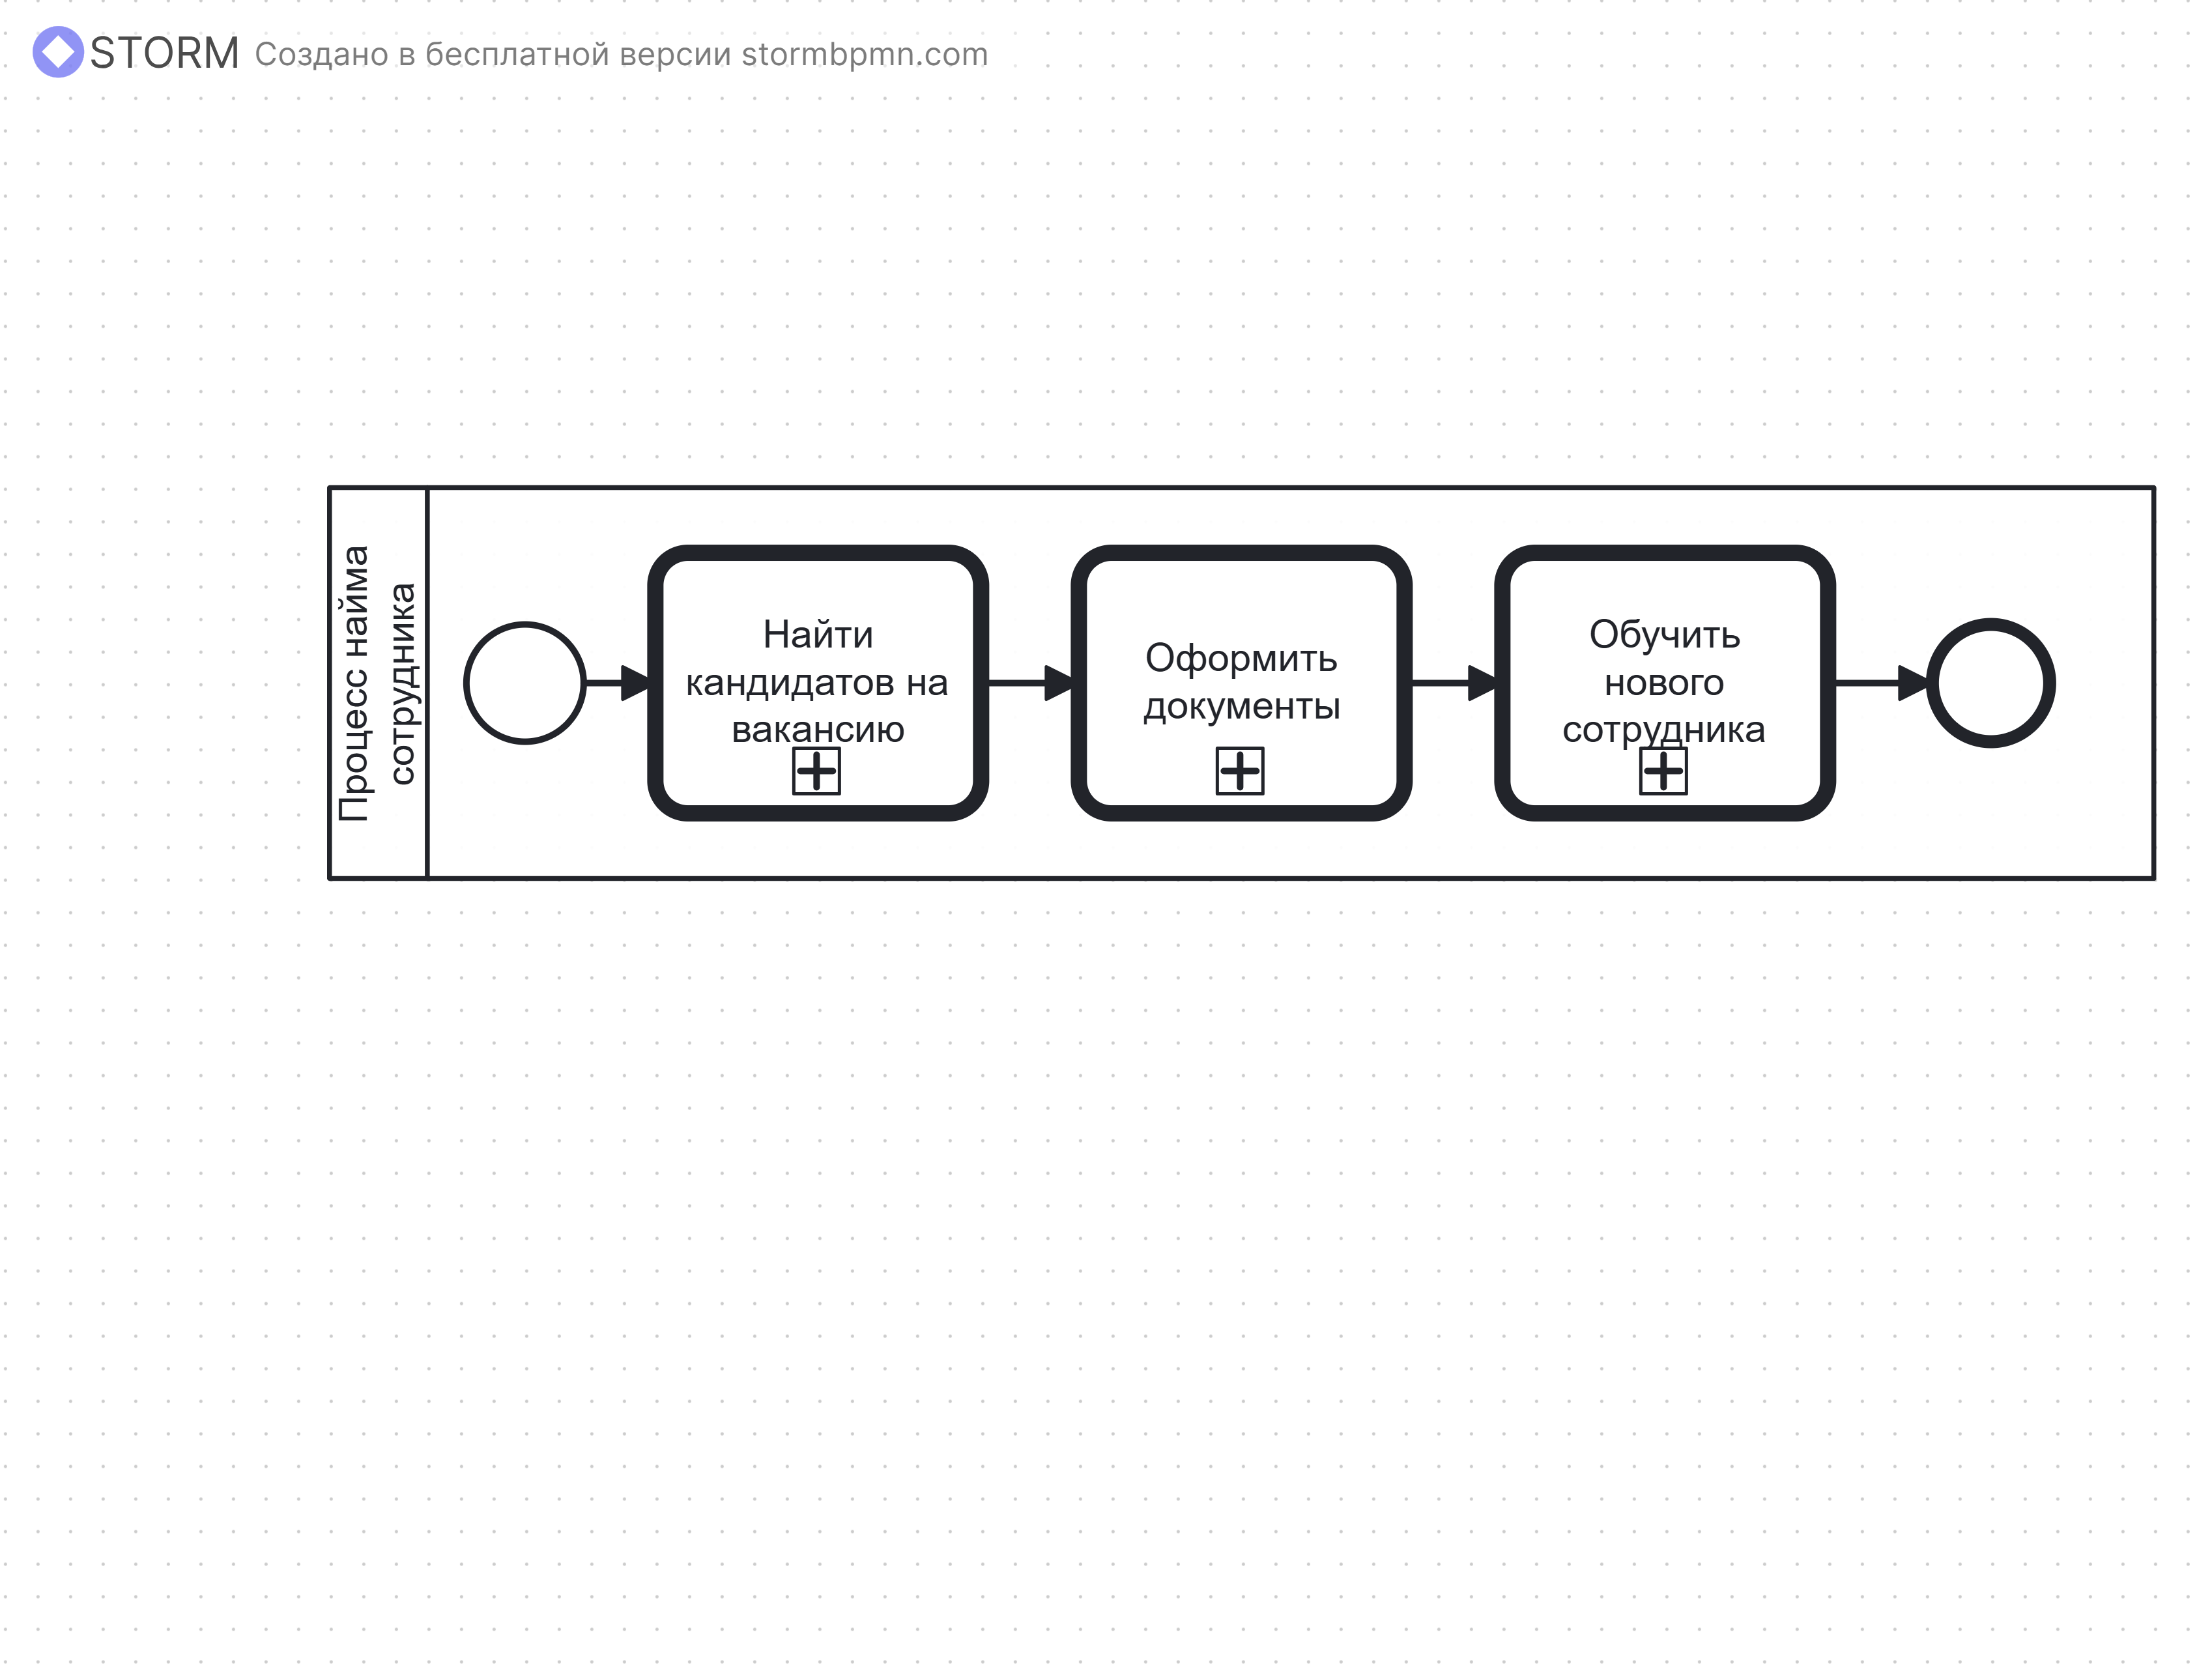 STORM Создано в бесплатной версии stormbpmn.com
Процесс найма
сотрудника
Найти
кандидатов на
вакансию
Оформить
документы
Обучить
нового
сотрудника